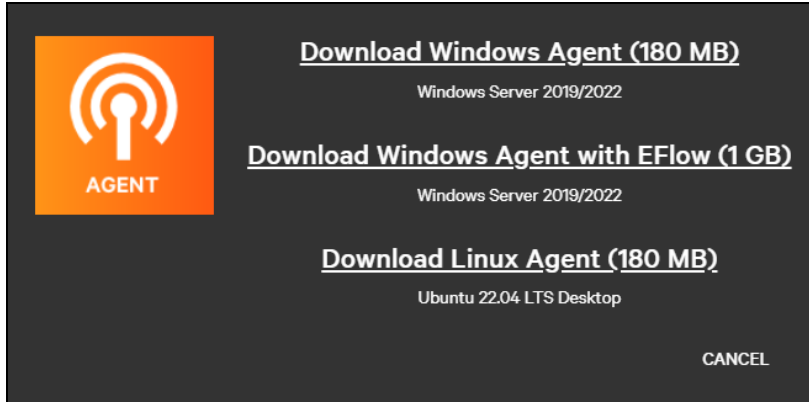 AGENT
Download Windows Agent (180 MB)
Windows Server 2019/2022
Download Windows Agent with EFlow (1 GB)
Windows Server 2019/2022
Download Linux Agent (180 MB)
Ubuntu 22.04 LTS Desktop
CANCEL